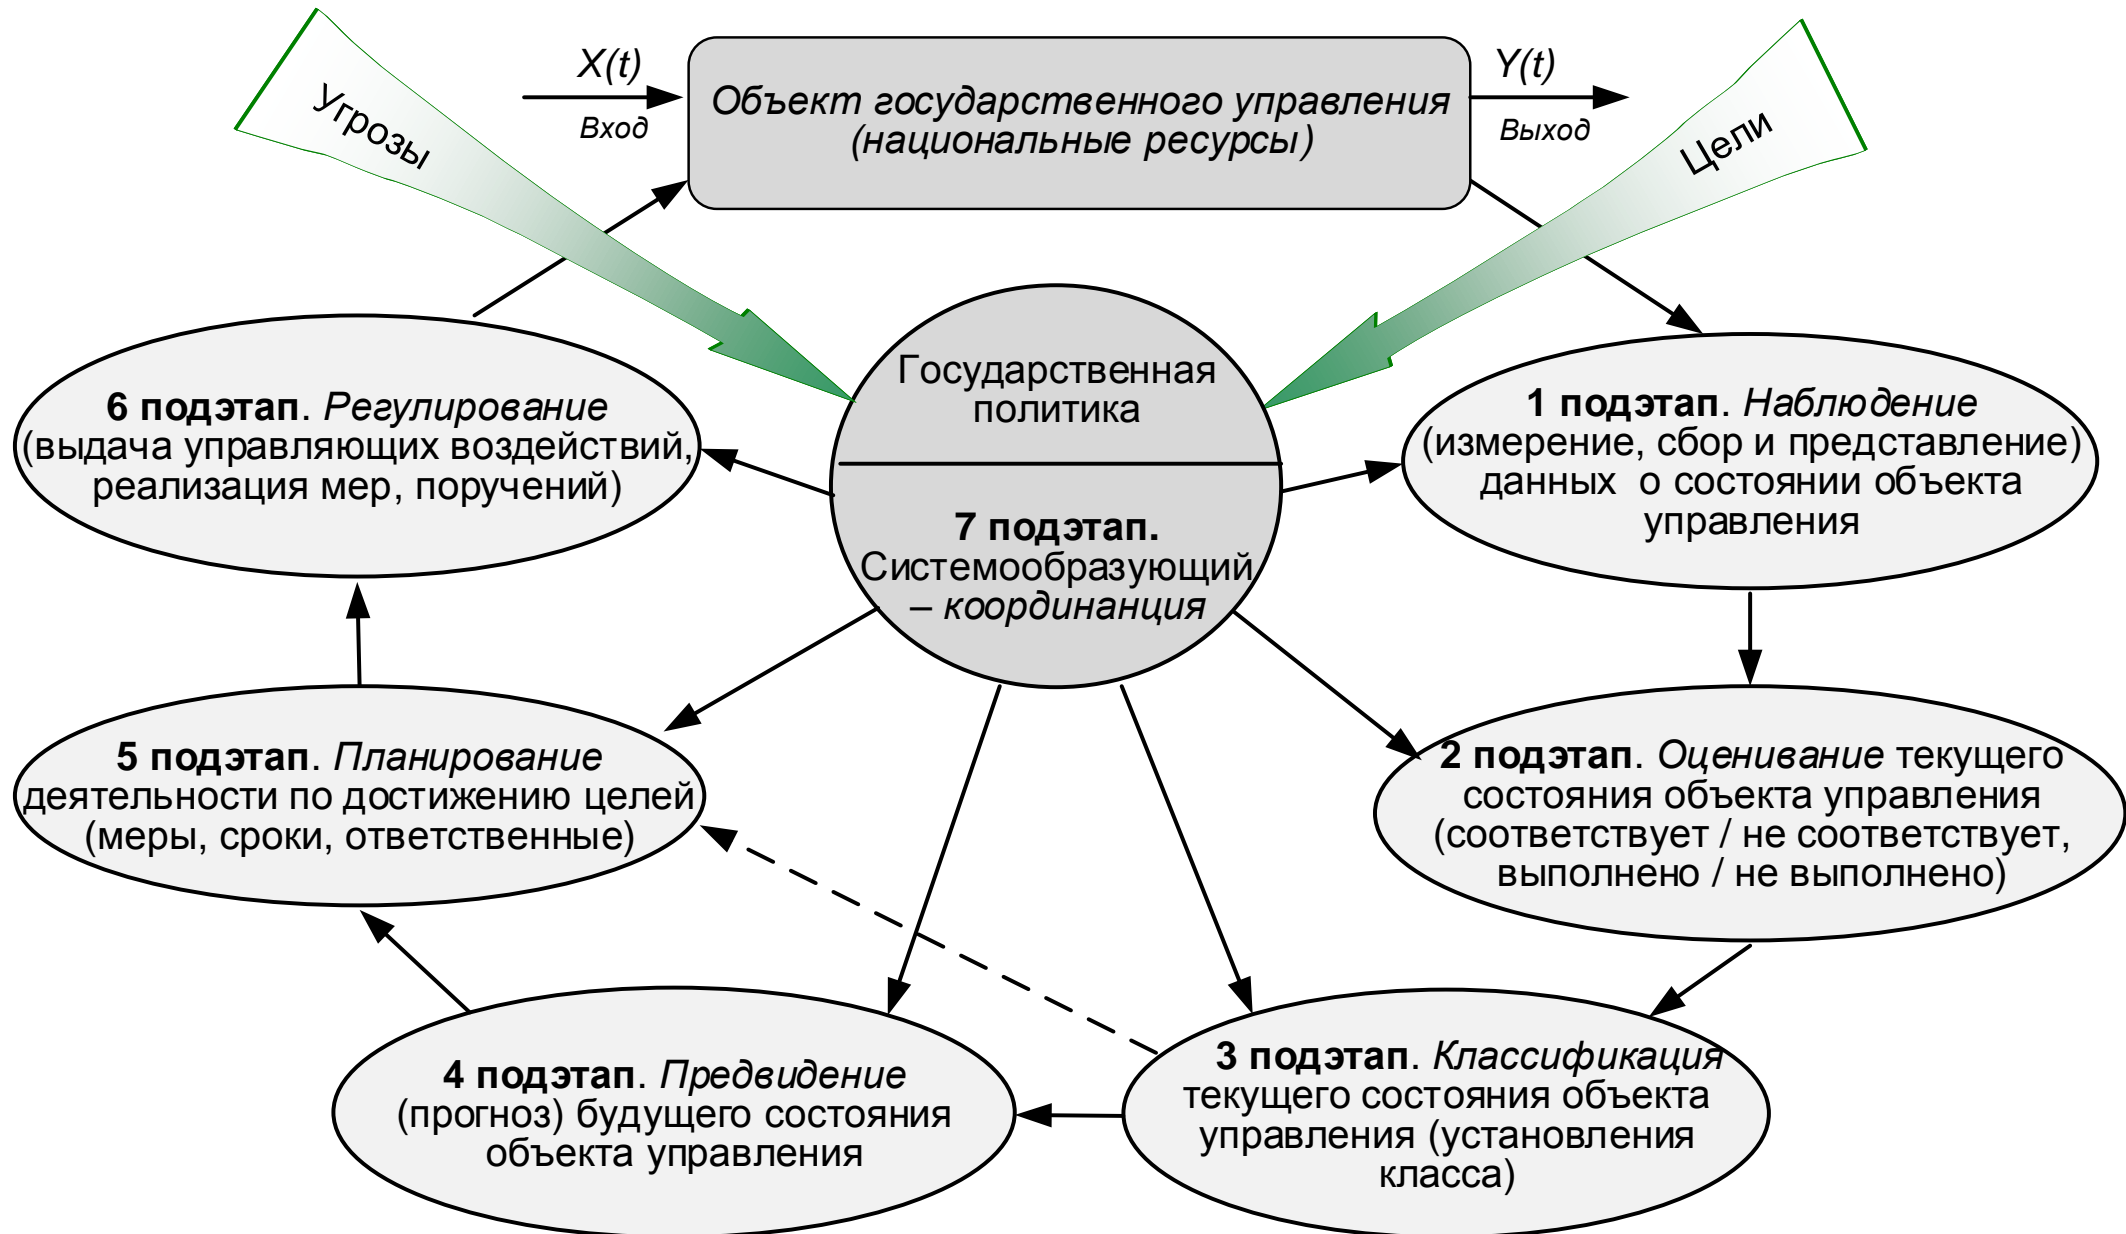 Угрозы
X(t)
Вход
Объект государственного управления
(национальные ресурсы)
Y(t)
Выход
Цели
Государственная
политика
7 подэтап.
Системообразующий
– координанция
1 подэтап. Наблюдение
(измерение, сбор и представление)
данных о состоянии объекта
управления
2 подэтап. Оценивание текущего
состояния объекта управления
(соответствует / не соответствует,
выполнено / не выполнено)
3 подэтап. Классификация
текущего состояния объекта
управления (установления
класса)
4 подэтап. Предвидение
(прогноз) будущего состояния
объекта управления
5 подэтап. Планирование
деятельности по достижению целей
(меры, сроки, ответственные)
6 подэтап. Регулирование
(выдача управляющих воздействий,
реализация мер, поручений)